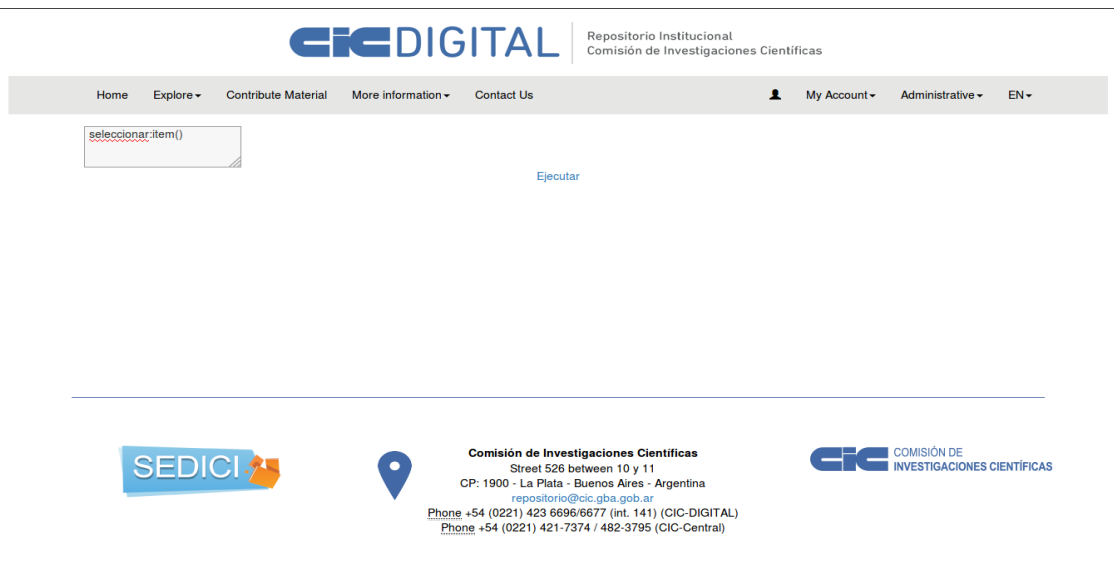 CIC DIGITAL
Repositorio Institucional
Comisión de Investigaciones Científicas
Home Explore Contribute Material More information Contact Us My Account Administrative EN
seleccionar:item()
Ejecutar
SEDICI
Comisión de Investigaciones Científicas
Street 526 between 10 y 11
CP: 1900 - La Plata - Buenos Aires - Argentina
repositorio@cic.gba.gob.ar
Phone +54 (0221) 423 6696/6677 (int. 141) (CIC-DIGITAL)
Phone +54 (0221) 421-7374 / 482-3795 (CIC-Central)
CIC COMISIÓN DE
INVESTIGACIONES CIENTÍFICAS